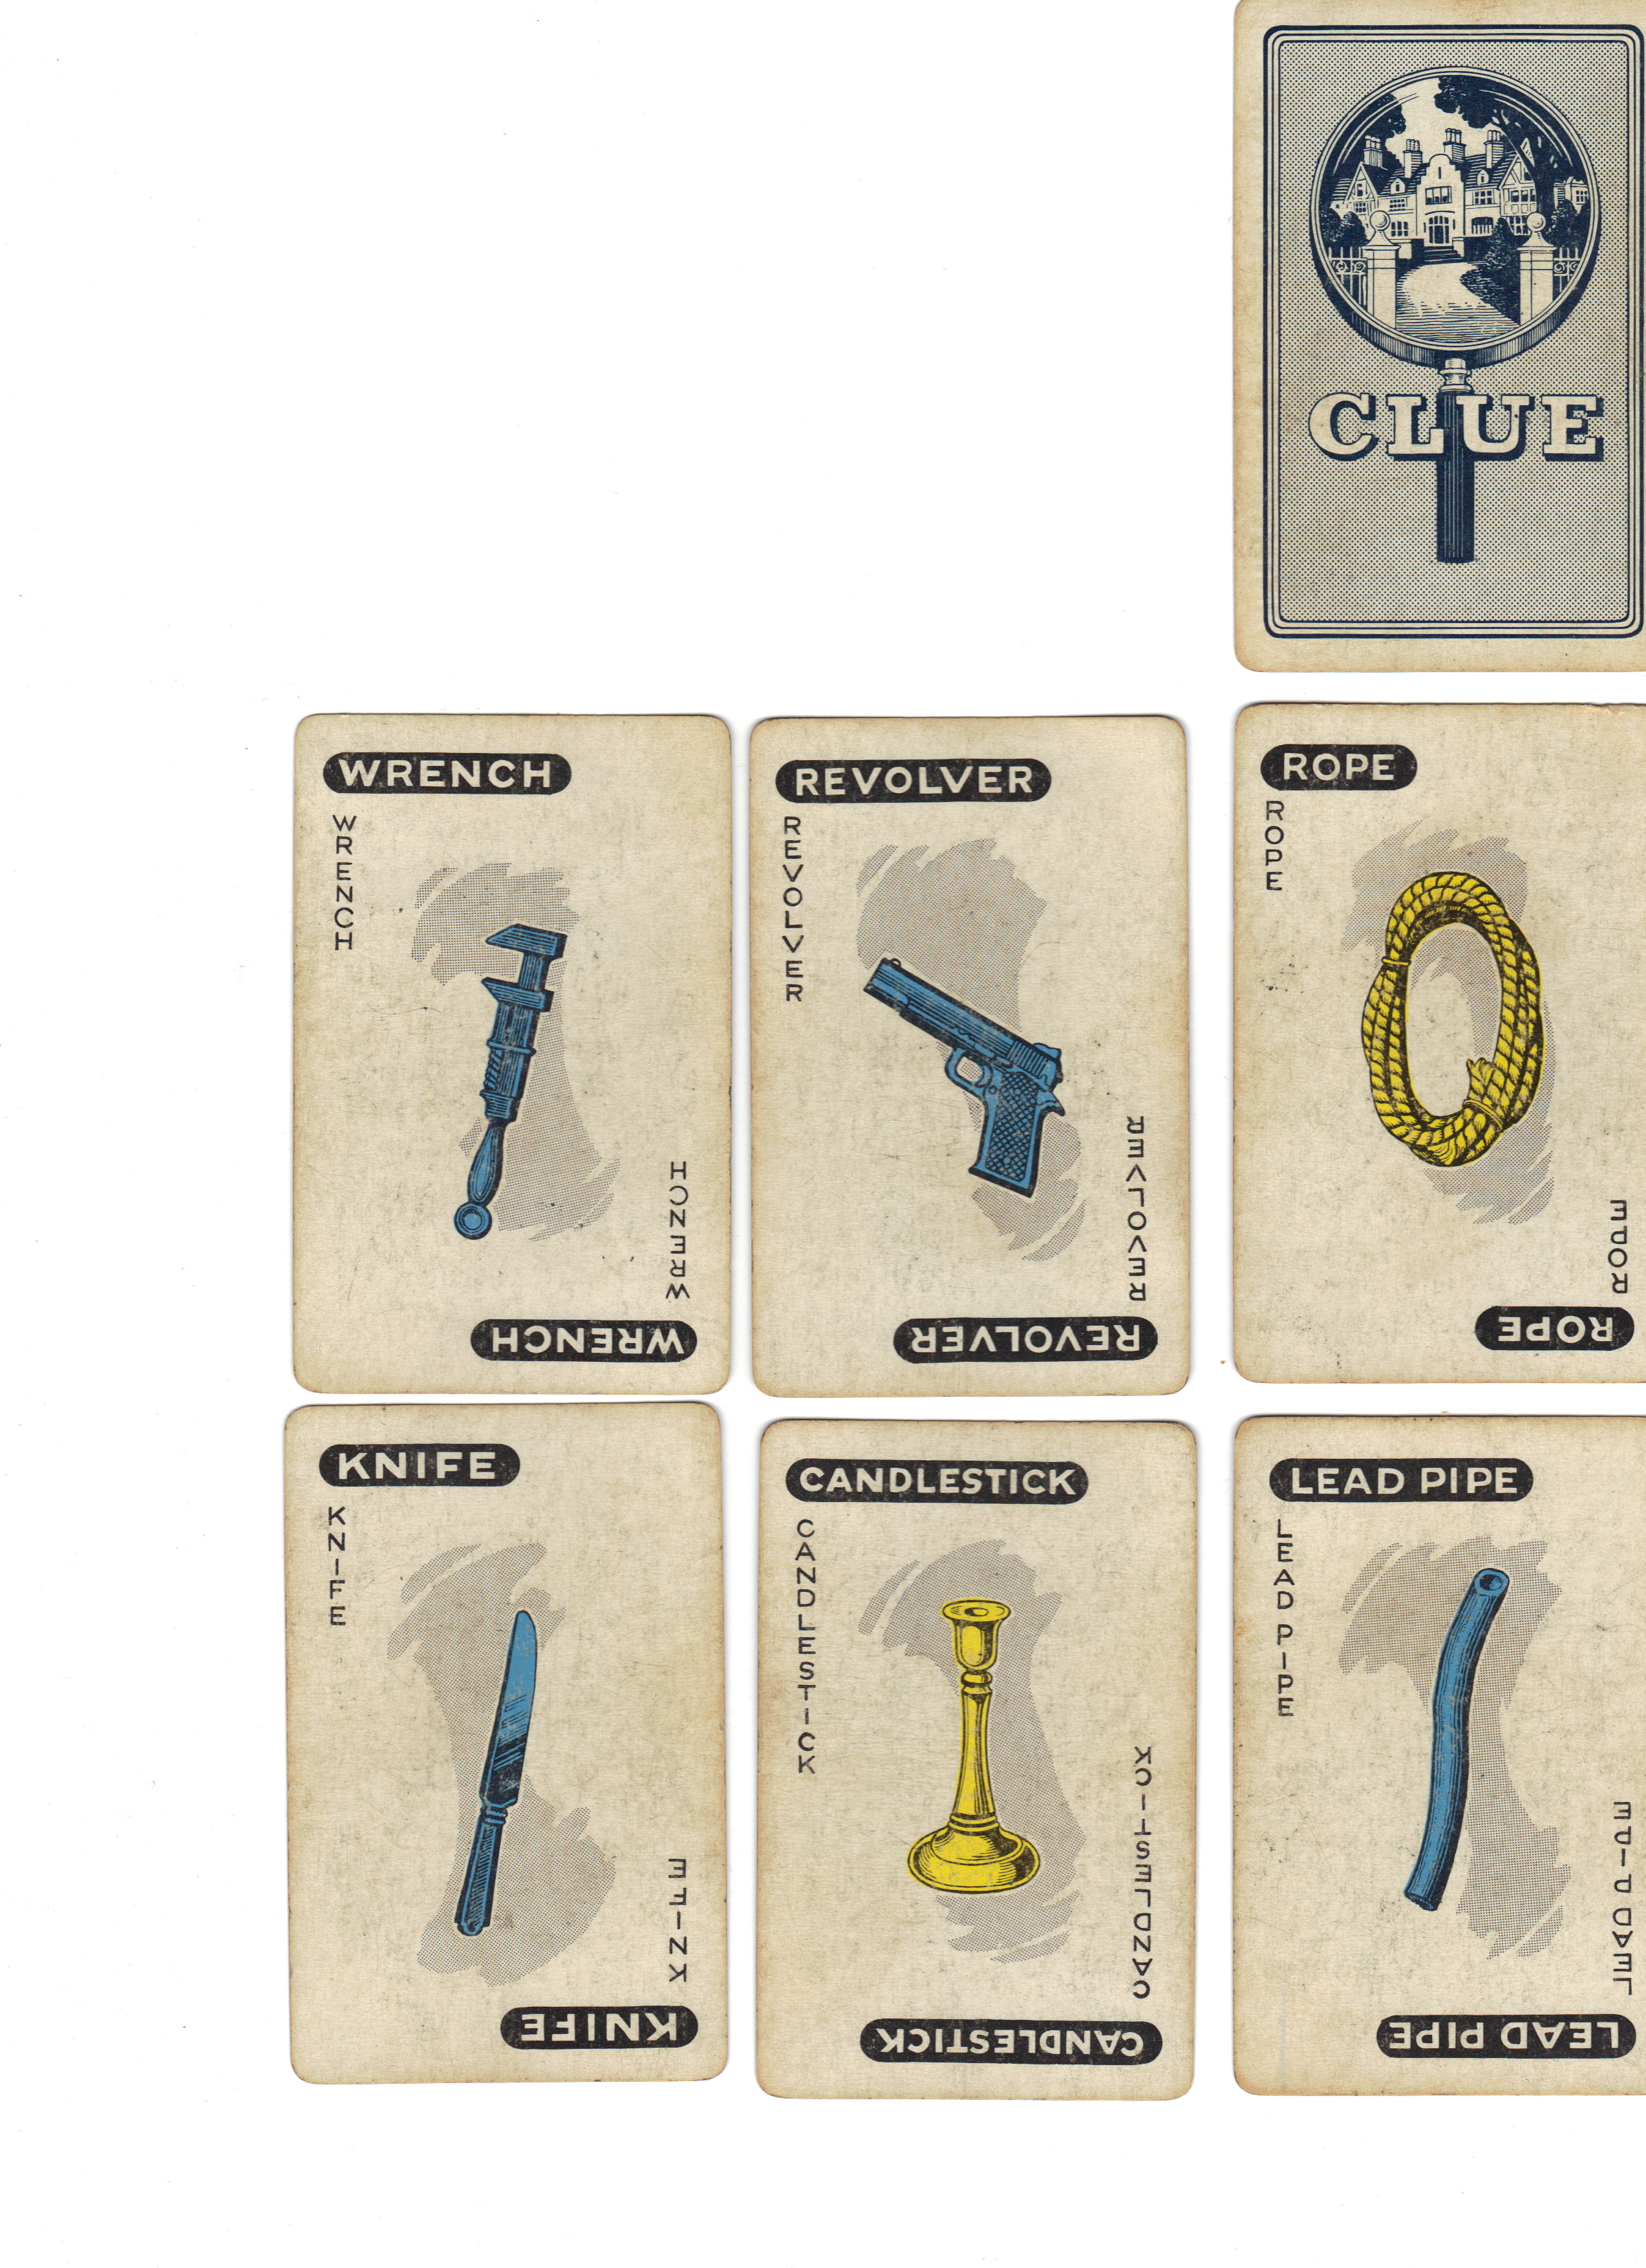 CLUE
WRENCH
WRENCH
WRENCH
WRENCH
REVOLVER
REVOLVER
REVOLVER
REVOLVER
ROPE
ROPE
ROPE
ROPE
KNIFE
KNIFE
KNIFE
KNIFE
CANDLESTICK
CANDLESTICK
CANDLESTICK
CANDLESTICK
LEAD PIPE
LEAD PIPE
LEAD PIPE
LEAD PIPE